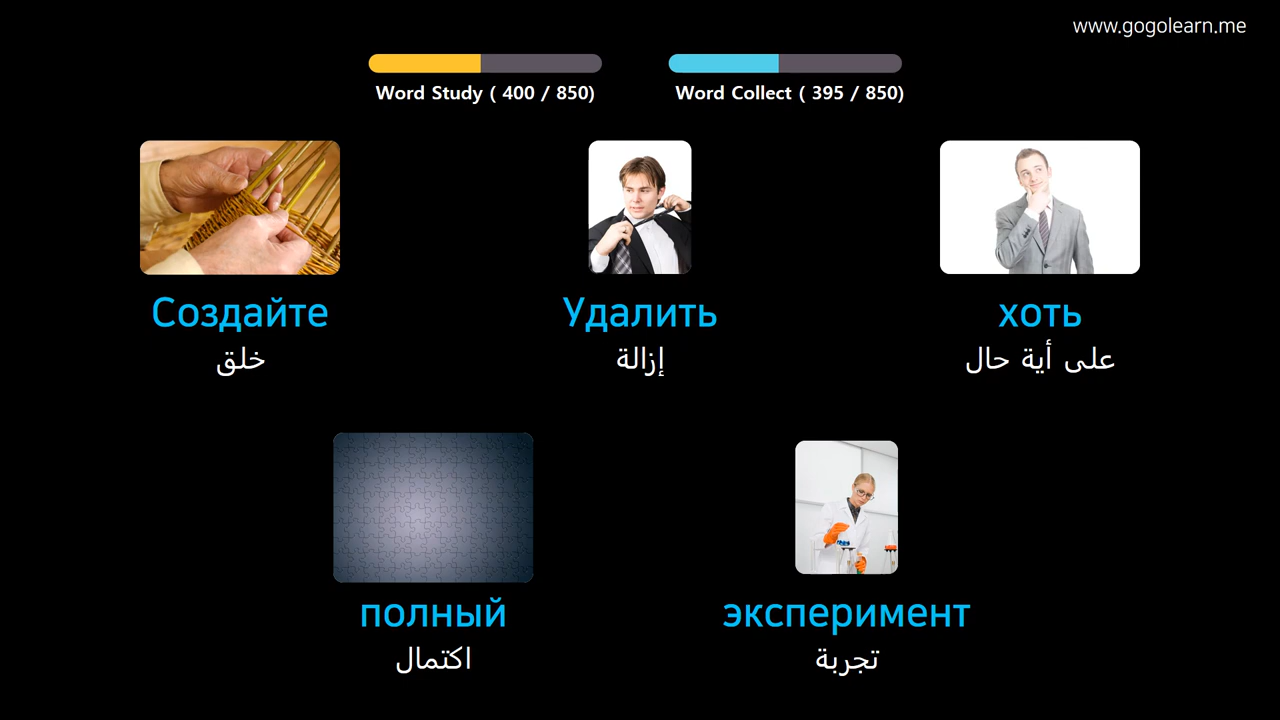 www.gogolearn.me
Word Study ( 400 / 850)
Word Collect ( 395 / 850)
Создайте
خلق
Удалить
إزالة
хоть
على أية حال
полный
اكتمال
эксперимент
تجربة